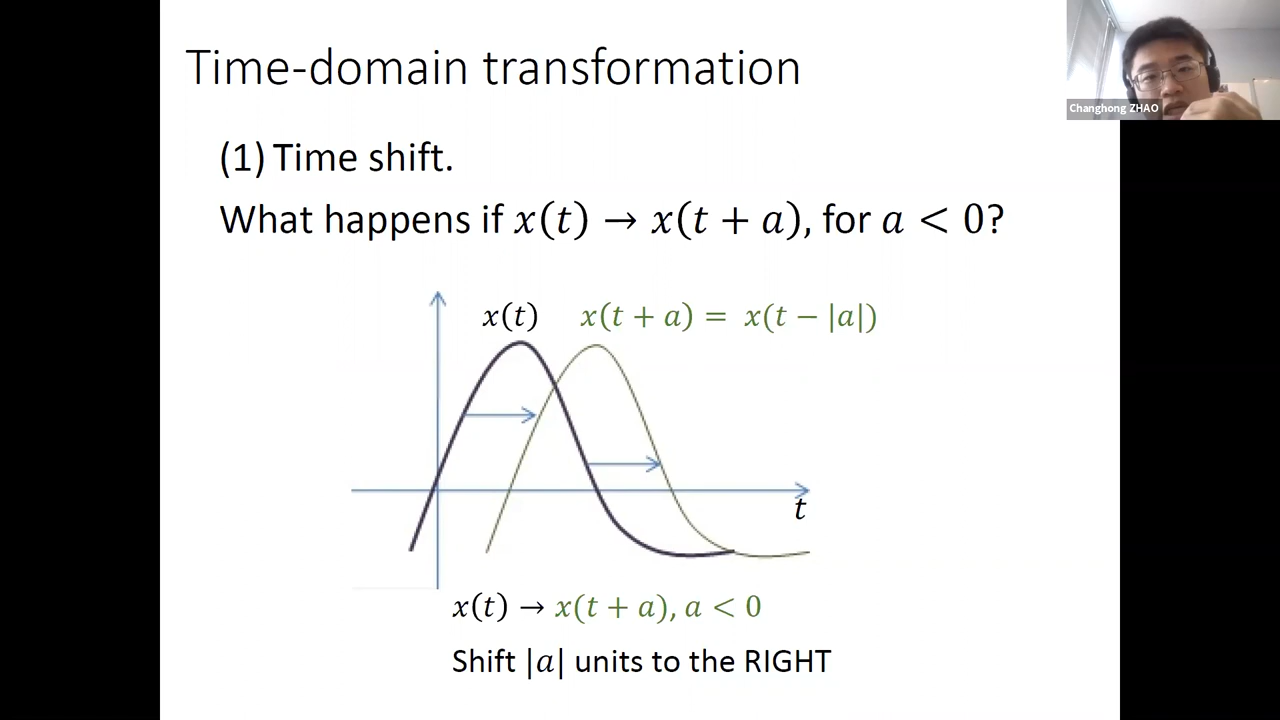 Time-domain transformation
Changhong ZHAO
(1) Time shift.
What happens if x(t) → x(t + a), for a < 0?
x(t) x(t + a) = x(t − |a|)
t
x(t) → x(t + a), a < 0
Shift |a| units to the RIGHT